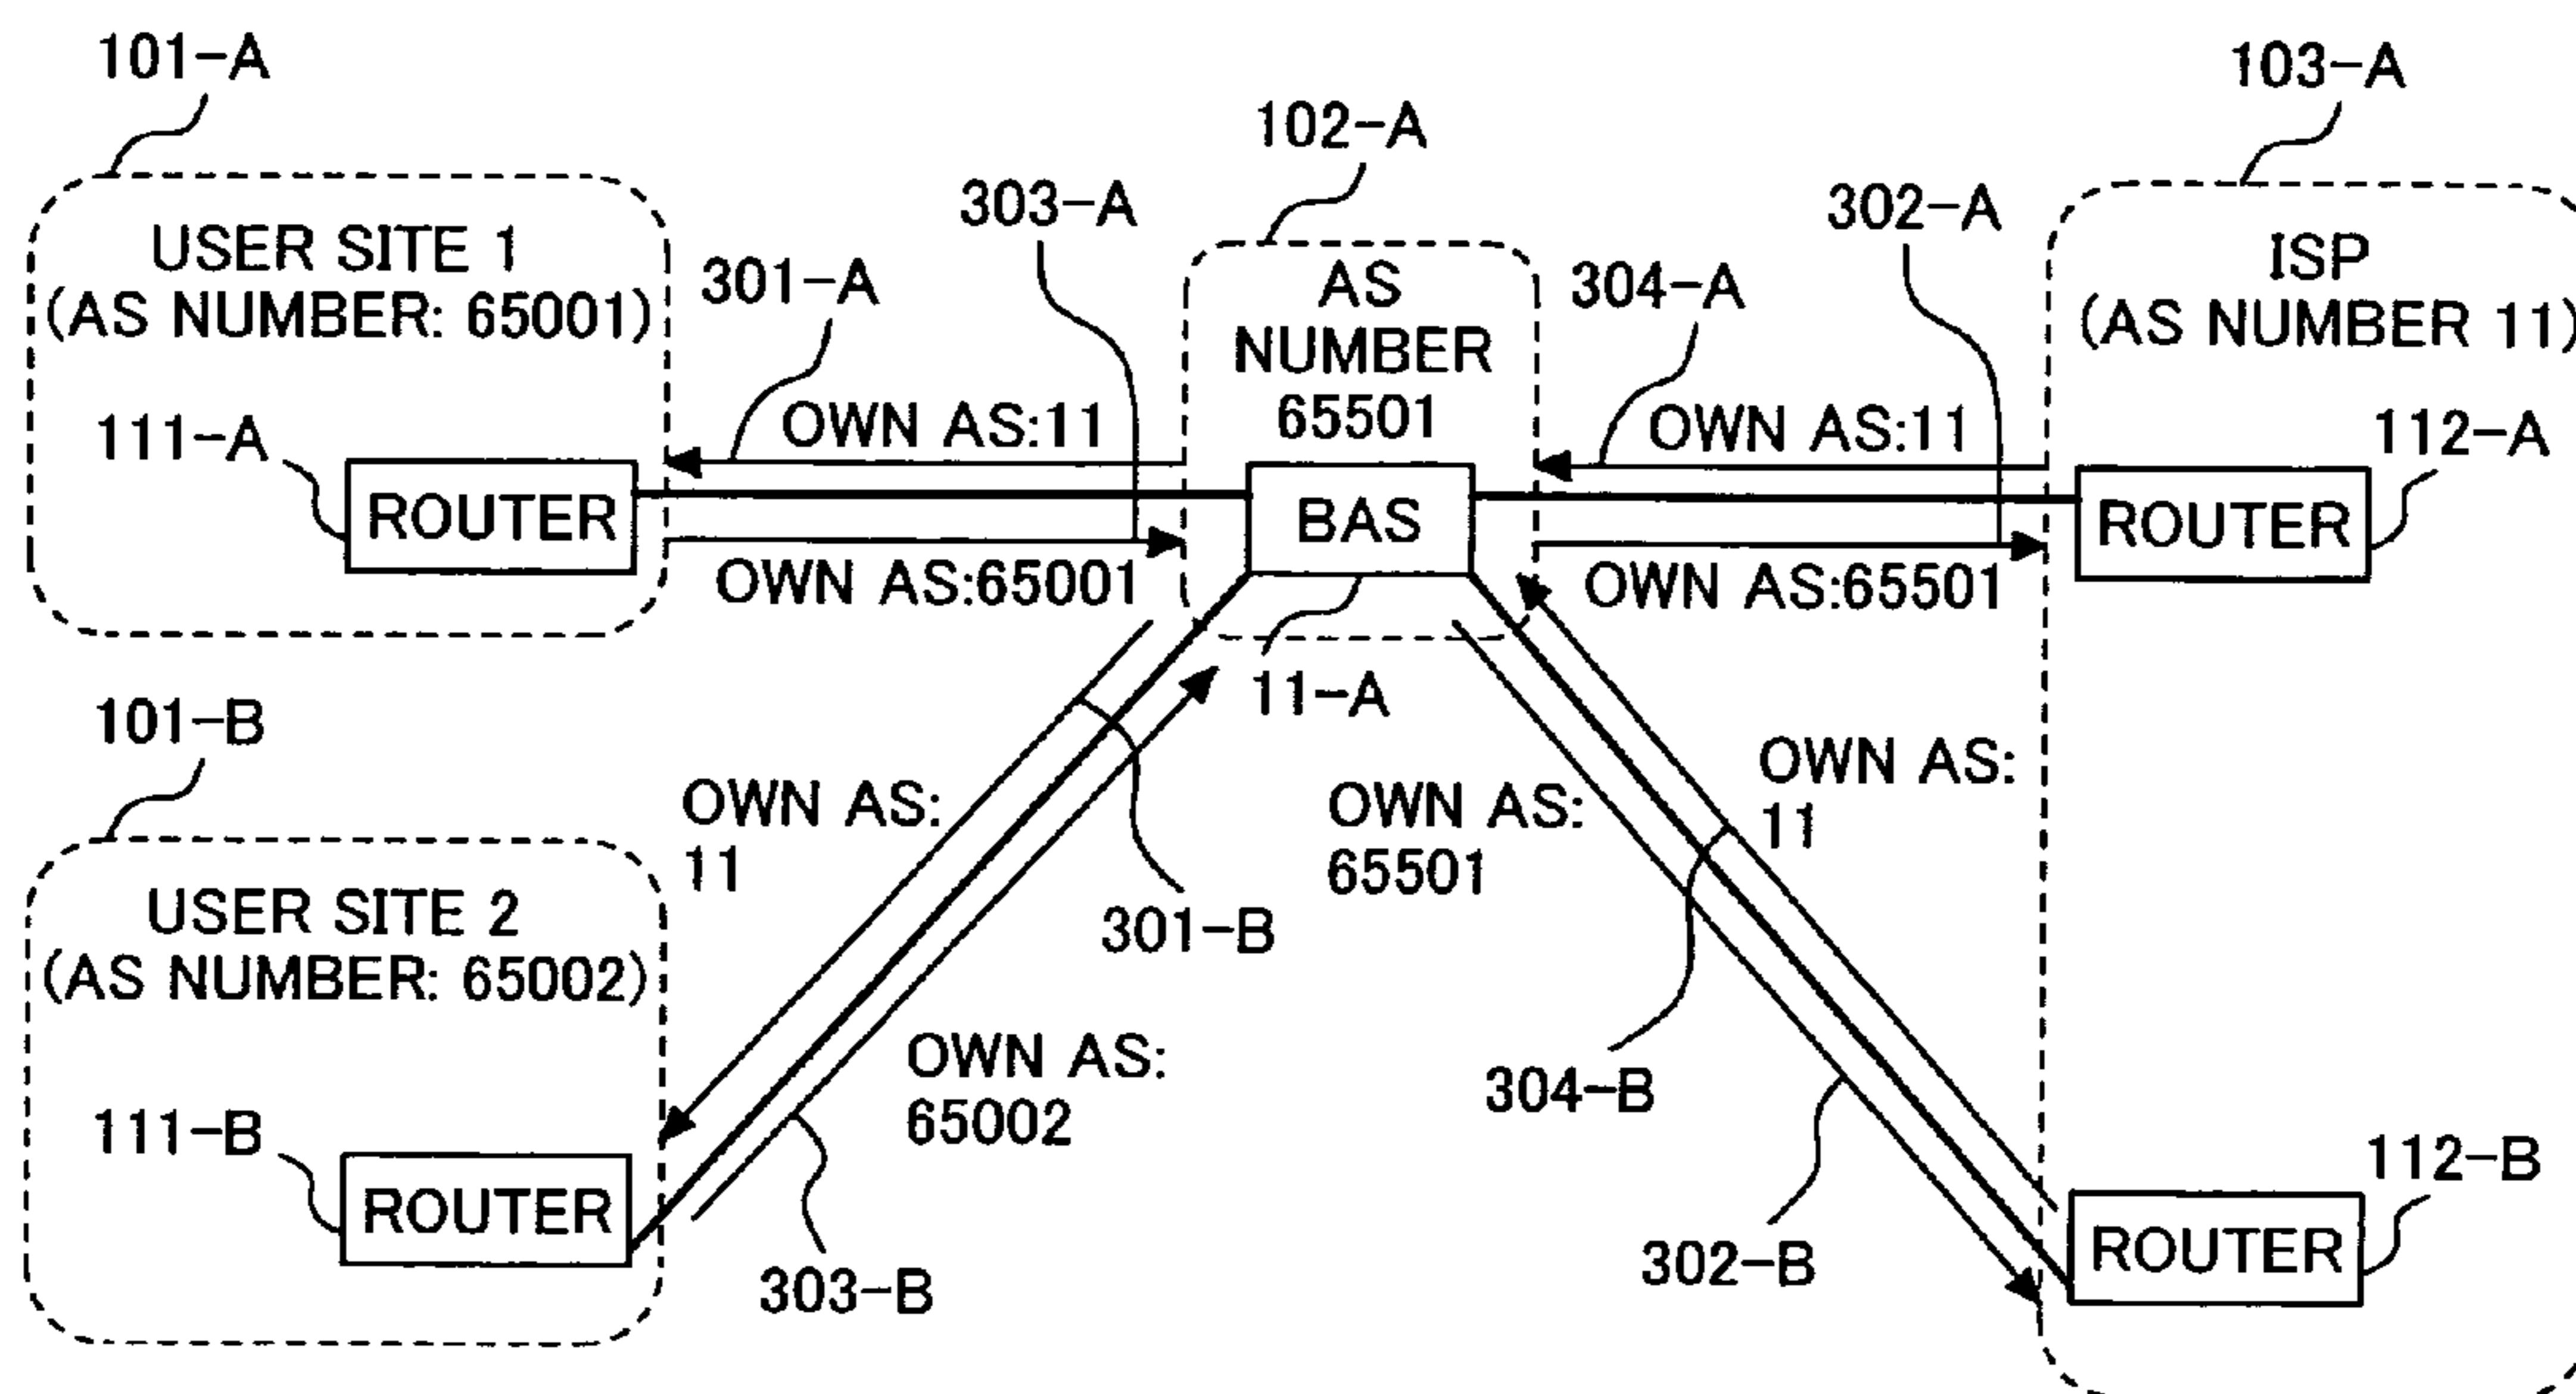 101-A
103-A
102-A
303-A
302-A
USER SITE 1
(AS NUMBER: 65001)
301-A
AS
NUMBER
65501
304-A
ISP
(AS NUMBER 11)
OWN AS:11
OWN AS:11
111-A
112-A
ROUTER
BAS
ROUTER
OWN AS:65001
OWN AS:65501
11-A
101-B
OWN AS:
11
OWN AS:
65501
OWN AS:
11
USER SITE 2
(AS NUMBER: 65002)
301-B
OWN AS:
65002
304-B
111-B
112-B
ROUTER
ROUTER
303-B
302-B